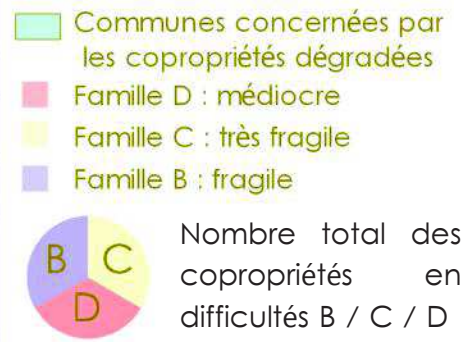 Communes concernées par
les copropriétés dégradées
Famille D : médiocre
Famille C : très fragile
Famille B : fragile
B C
D
Nombre total des
copropriétés en
difficultés B / C / D